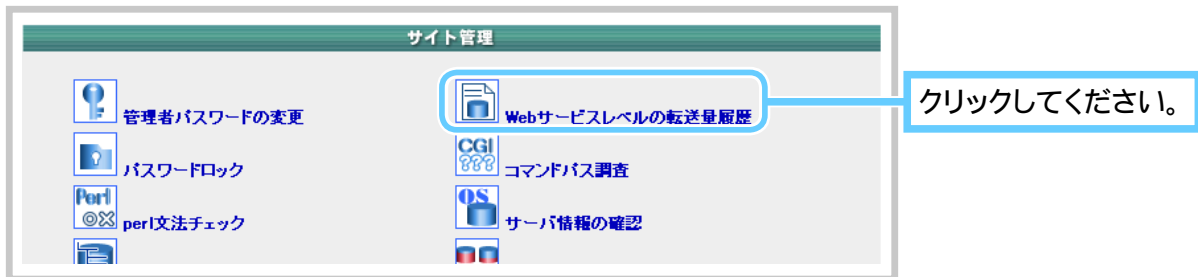 サイト管理
管理者パスワードの変更
Webサービスレベルの転送量履歴
クリックしてください。
パスワードロック
CGI
???
コマンドパス調査
Perl
OX
perl文法チェック
OS
サーバ情報の確認